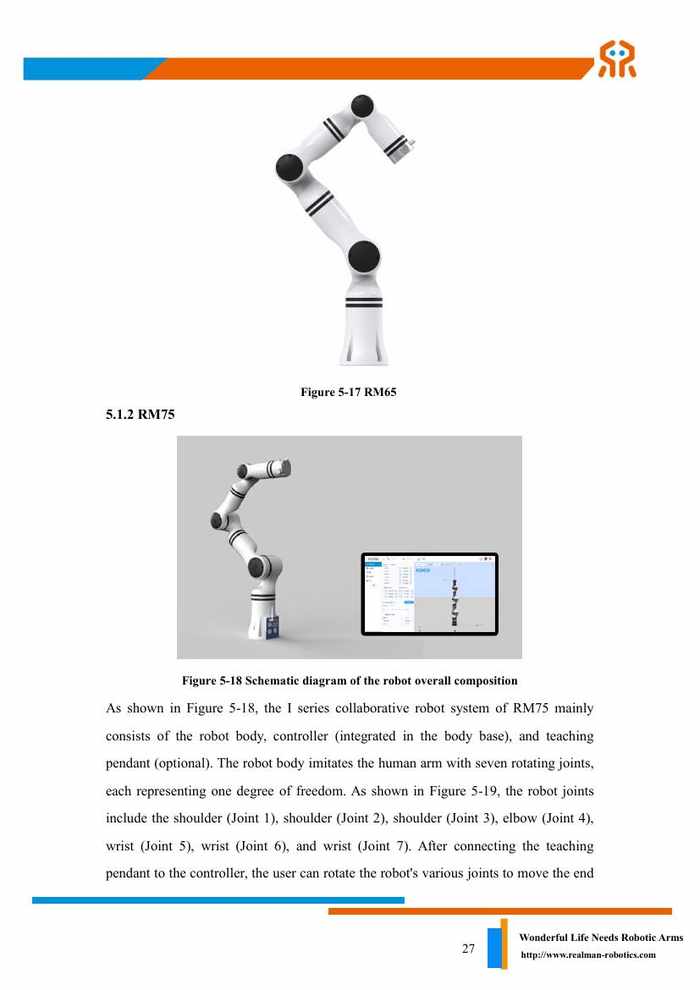 Figure 5-17 RM65
5.1.2 RM75
Figure 5-18 Schematic diagram of the robot overall composition
As shown in Figure 5-18, the I series collaborative robot system of RM75 mainly
consists of the robot body, controller (integrated in the body base), and teaching
pendant (optional). The robot body imitates the human arm with seven rotating joints,
each representing one degree of freedom. As shown in Figure 5-19, the robot joints
include the shoulder (Joint 1), shoulder (Joint 2), shoulder (Joint 3), elbow (Joint 4),
wrist (Joint 5), wrist (Joint 6), and wrist (Joint 7). After connecting the teaching
pendant to the controller, the user can rotate the robot's various joints to move the end
27
Wonderful Life Needs Robotic Arms
http://www.realman-robotics.com